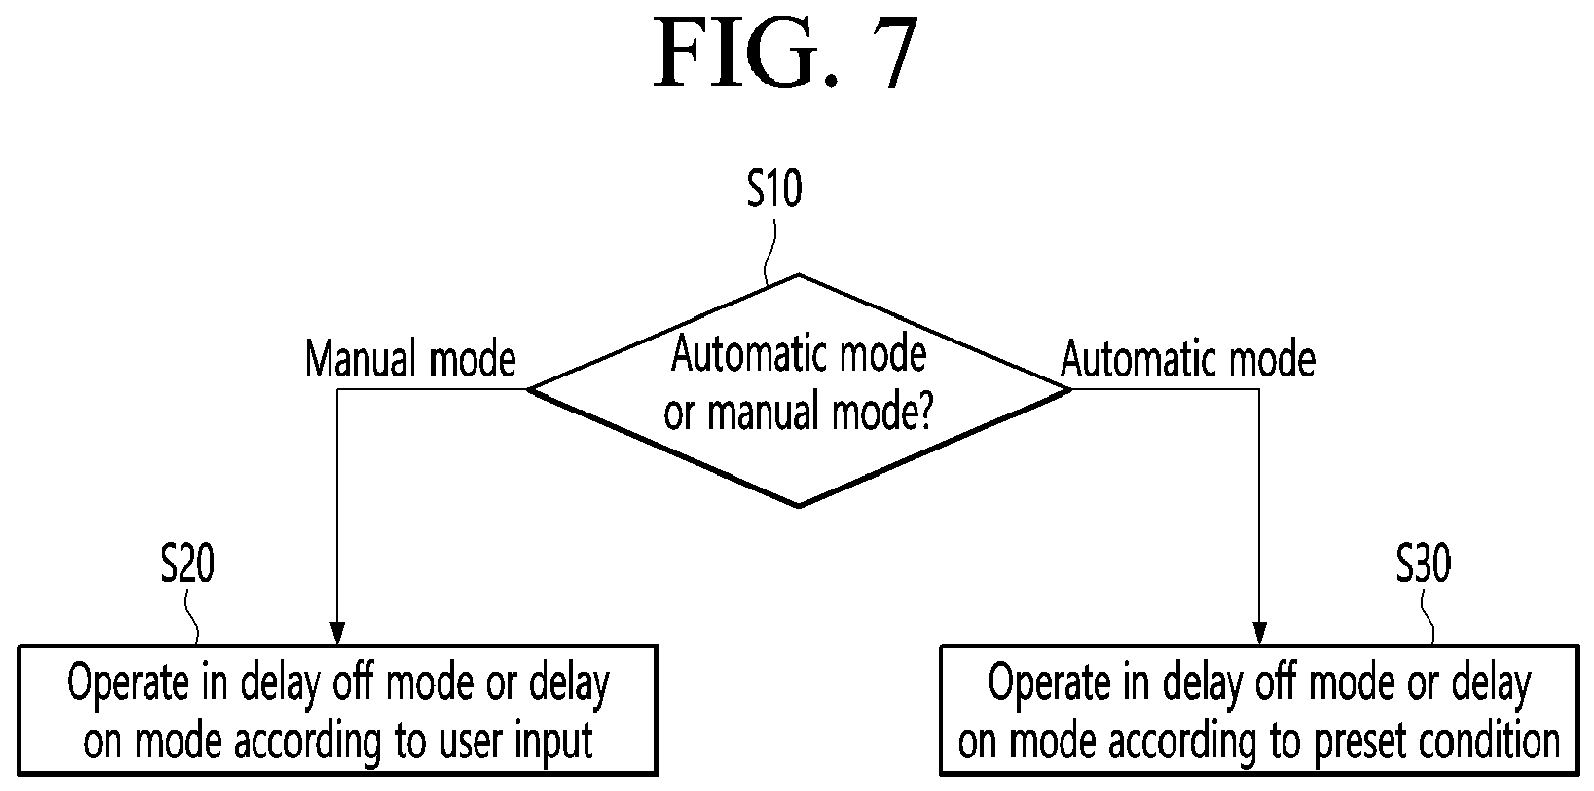 FIG. 7
S10
Manual mode
Automatic mode
or manual mode?
Automatic mode
S20
S30
Operate in delay off mode or delay
on mode according to user input
Operate in delay off mode or delay
on mode according to preset condition